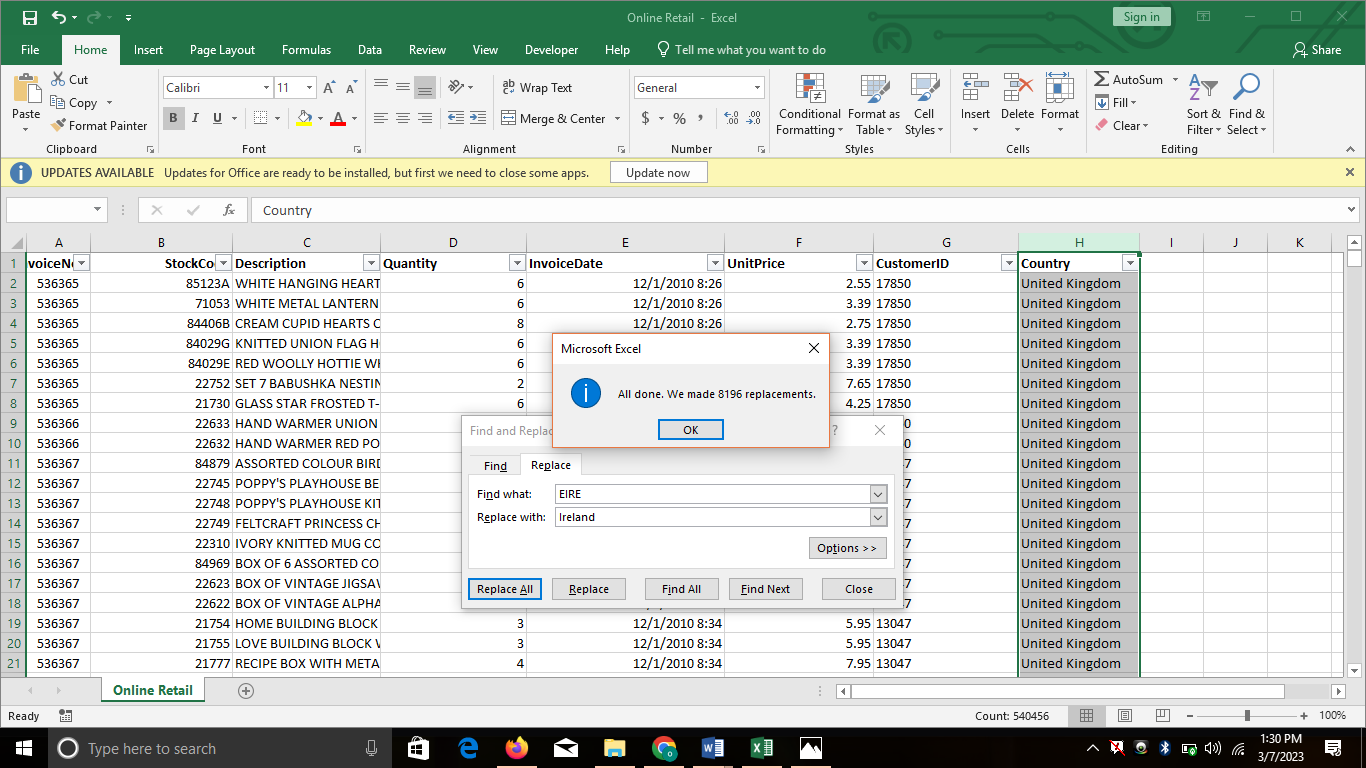 Online Retail - Excel
Sign in
File Home Insert Page Layout Formulas Data Review View Developer Help Tell me what you want to do Share
Paste
Cut
Copy
Format Painter
Clipboard
Calibri 11
B I U
Font
Wrap Text
Merge & Center
Alignment
General
$ % ,
Number
Conditional Formatting
Format as Table
Cell Styles
Styles
Insert Delete Format
Cells
AutoSum
Fill
Clear
Sort & Filter
Find & Select
Editing
UPDATES AVAILABLE Updates for Office are ready to be installed, but first we need to close some apps. Update now
fx Country
A B C D E F G H I J K
1 voiceNo StockCo Description Quantity InvoiceDate UnitPrice CustomerID Country
2 536365 85123A WHITE HANGING HEART 6 12/1/2010 8:26 2.55 17850 United Kingdom
3 536365 71053 WHITE METAL LANTERN 6 12/1/2010 8:26 3.39 17850 United Kingdom
4 536365 84406B CREAM CUPID HEARTS C 8 12/1/2010 8:26 2.75 17850 United Kingdom
5 536365 84029G KNITTED UNION FLAG H 6 3.39 17850 United Kingdom
6 536365 84029E RED WOOLLY HOTTIE WH 6 3.39 17850 United Kingdom
7 536365 22752 SET 7 BABUSHKA NESTIN 2 7.65 17850 United Kingdom
8 536365 21730 GLASS STAR FROSTED T- 6 4.25 17850 United Kingdom
9 536366 22633 HAND WARMER UNION United Kingdom
10 536366 22632 HAND WARMER RED PO United Kingdom
11 536367 84879 ASSORTED COLOUR BIRD United Kingdom
12 536367 22745 POPPY'S PLAYHOUSE BE United Kingdom
13 536367 22748 POPPY'S PLAYHOUSE KIT United Kingdom
14 536367 22749 FELTCRAFT PRINCESS CH United Kingdom
15 536367 22310 IVORY KNITTED MUG CO United Kingdom
16 536367 84969 BOX OF 6 ASSORTED CO United Kingdom
17 536367 22623 BOX OF VINTAGE JIGSAW United Kingdom
18 536367 22622 BOX OF VINTAGE ALPHA United Kingdom
19 536367 21754 HOME BUILDING BLOCK 3 12/1/2010 8:34 5.95 13047 United Kingdom
20 536367 21755 LOVE BUILDING BLOCK W 3 12/1/2010 8:34 5.95 13047 United Kingdom
21 536367 21777 RECIPE BOX WITH META 4 12/1/2010 8:34 7.95 13047 United Kingdom
Microsoft Excel
All done. We made 8196 replacements.
OK
Find and Replac ?
Find Replace
Find what: EIRE
Replace with: Ireland
Options >>
Replace All Replace Find All Find Next Close
Online Retail
Ready Count: 540456 100%
Type here to search
1:30 PM
3/7/2023